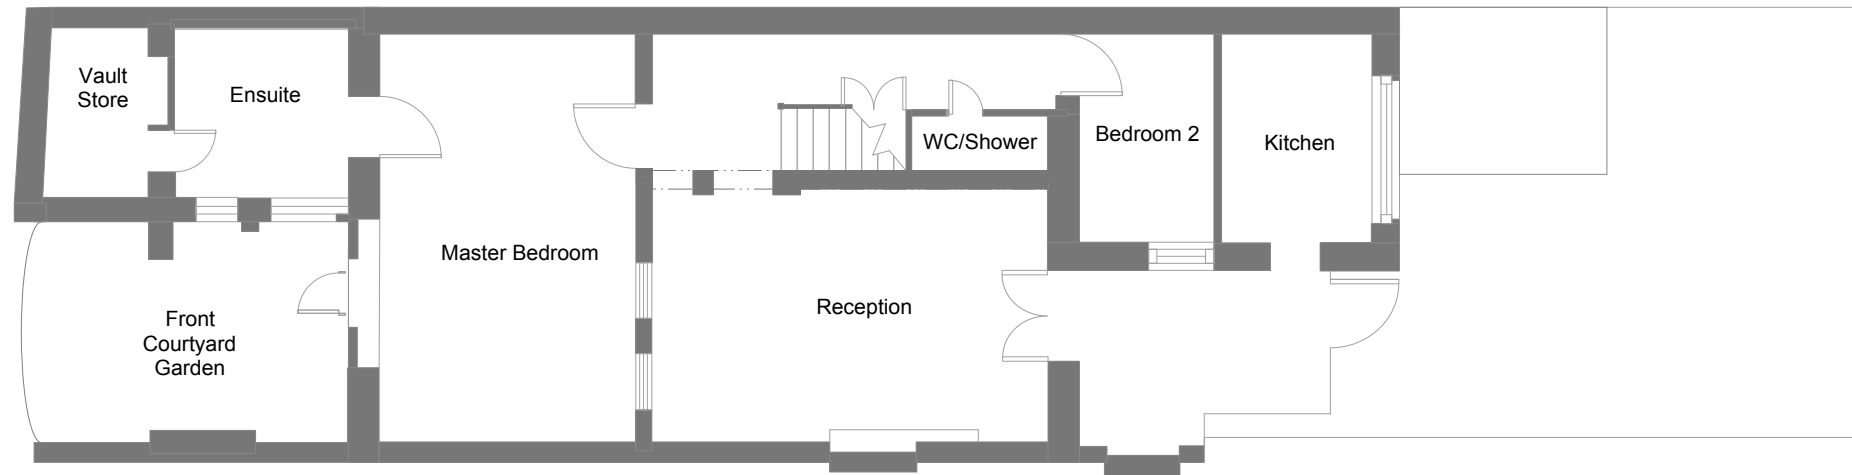 Vault
Store
Ensuite
WC/Shower
Bedroom 2
Kitchen
Master Bedroom
Reception
Front
Courtyard
Garden